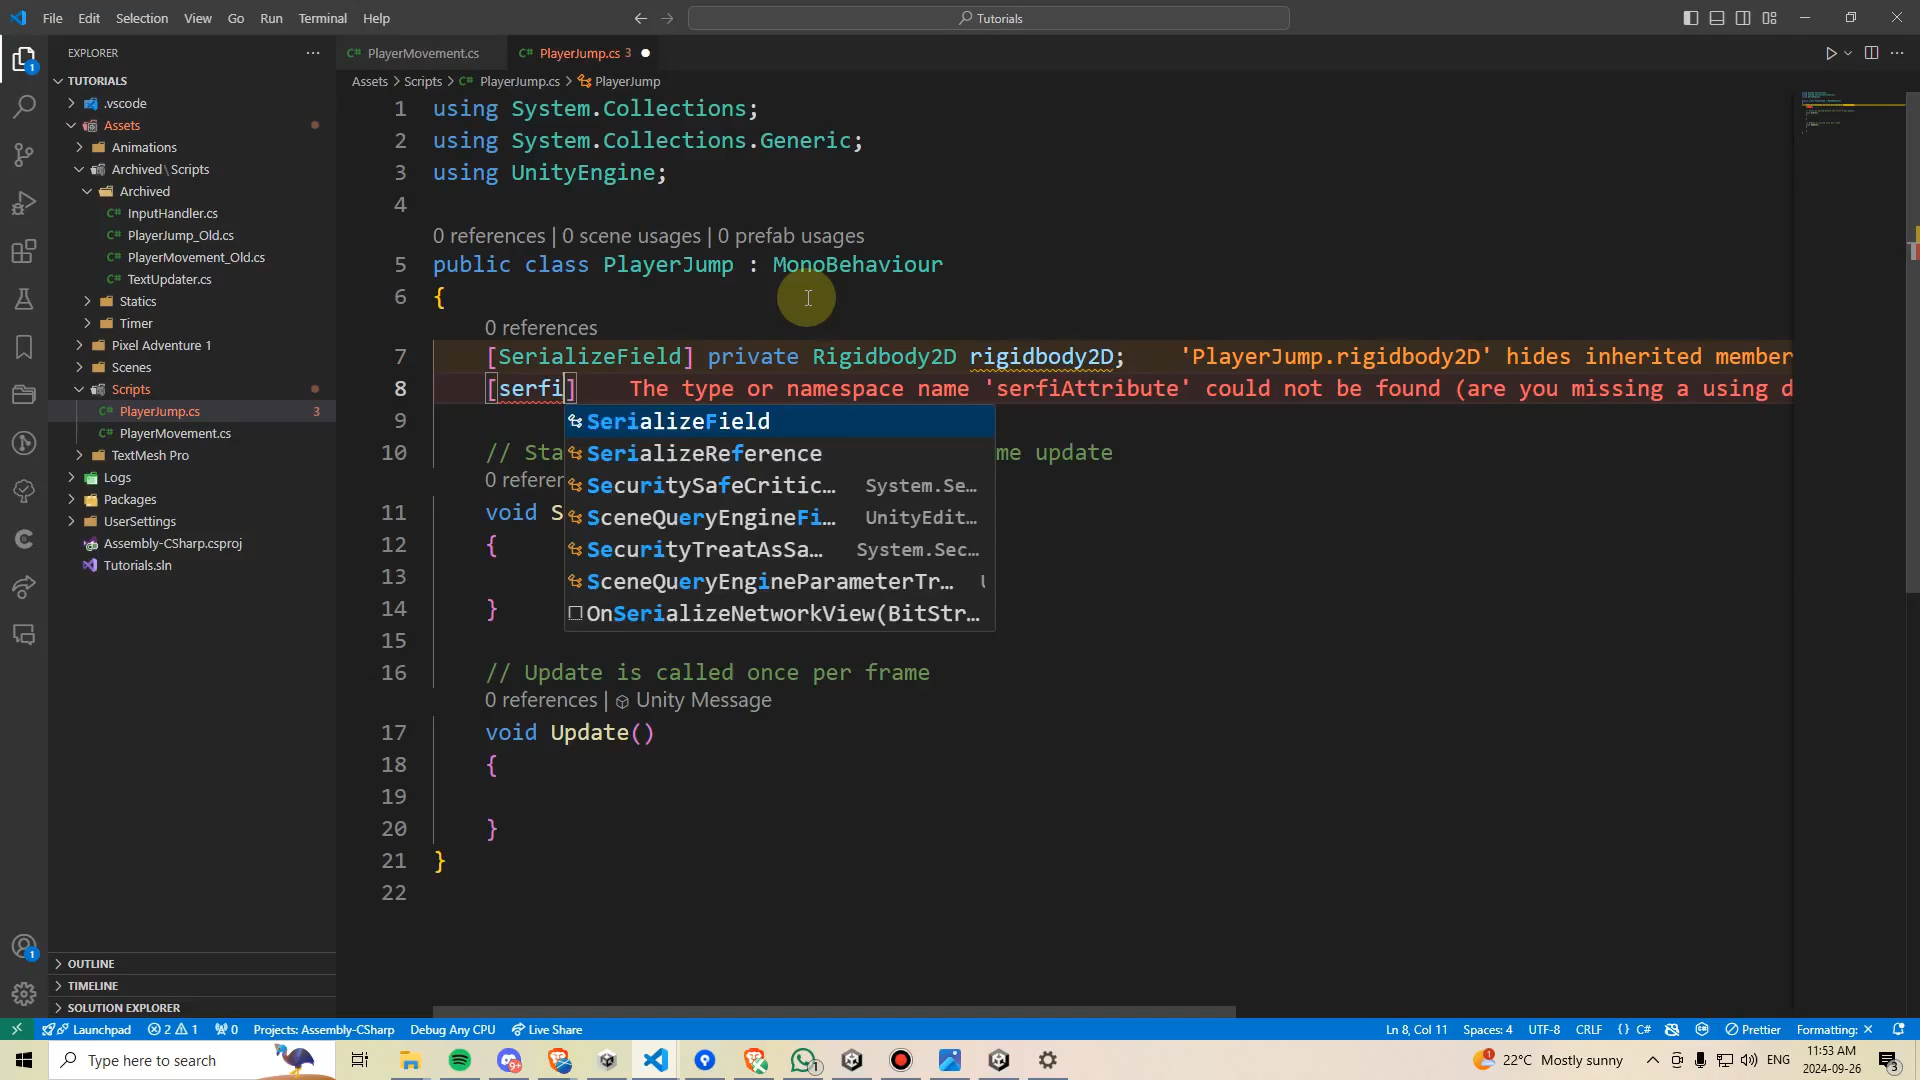 File Edit Selection View Go Run Terminal Help
Tutorials
EXPLORER
TUTORIALS
.vscode
Assets
Animations
Archived\Scripts
Archived
InputHandler.cs
PlayerJump_Old.cs
PlayerMovement_Old.cs
TextUpdater.cs
Statics
Timer
Pixel Adventure 1
Scenes
Scripts
PlayerJump.cs 3
PlayerMovement.cs
TextMesh Pro
Logs
Packages
UserSettings
Assembly-CSharp.csproj
Tutorials.sln
OUTLINE
TIMELINE
SOLUTION EXPLORER
PlayerMovement.cs PlayerJump.cs 3
Assets > Scripts > PlayerJump.cs > PlayerJump
1 using System.Collections;
2 using System.Collections.Generic;
3 using UnityEngine;
4
0 references | 0 scene usages | 0 prefab usages
5 public class PlayerJump : MonoBehaviour
6 {
0 references
7 [SerializeField] private Rigidbody2D rigidbody2D; 'PlayerJump.rigidbody2D' hides inherited member
8 [serfi] The type or namespace name 'serfiAttribute' could not be found (are you missing a using d
9
10 // Sta me update
0 refere
11 void S
12 {
13
14 }
15
16 // Update is called once per frame
0 references | Unity Message
17 void Update()
18 {
19
20 }
21 }
22
SerializeField
SerializeReference
SecuritySafeCritic... System.Se...
SceneQueryEngineFi... UnityEdit...
SecurityTreatAsSa... System.Sec...
SceneQueryEngineParameterTr...
OnSerializeNetworkView(BitStr...
Launchpad 2 1 0 Projects: Assembly-CSharp Debug Any CPU Live Share Ln 8, Col 11 Spaces: 4 UTF-8 CRLF {} C# Prettier Formatting: ×
Type here to search 22°C Mostly sunny ENG 11:53 AM
2024-09-26